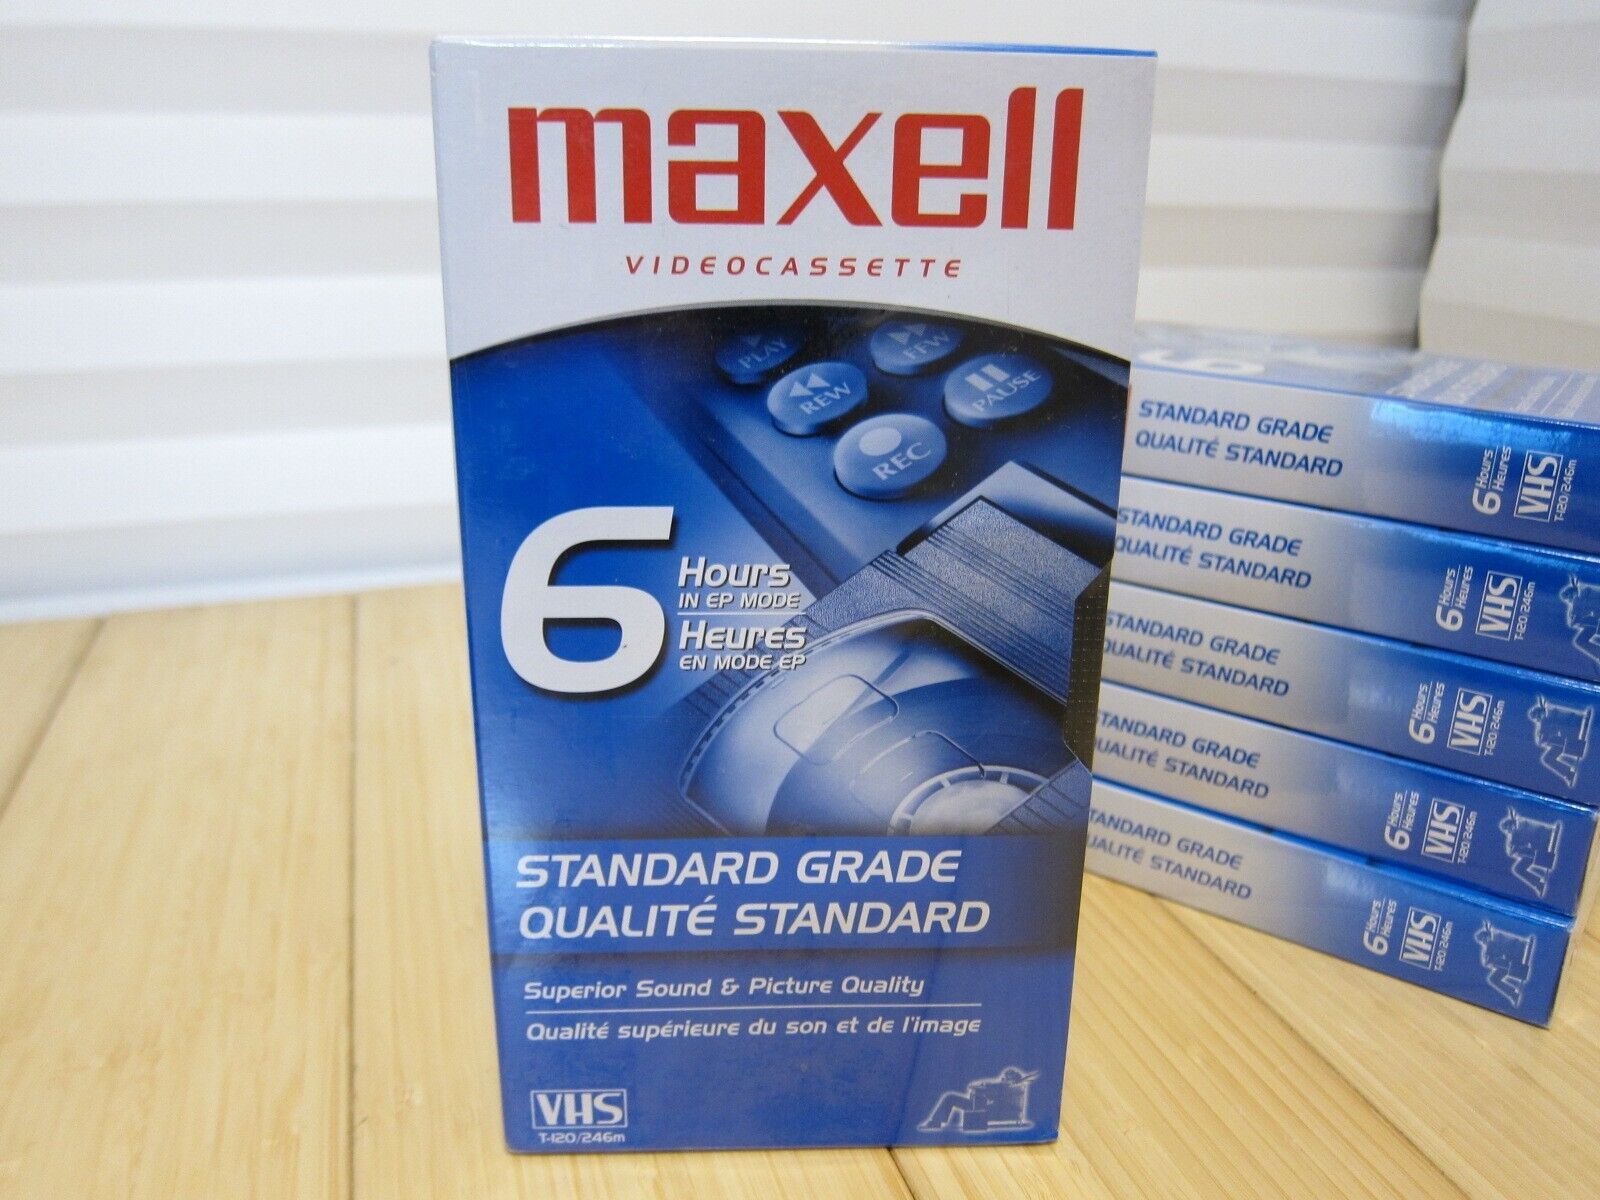 maxell
VIDEOCASSETTE
PLAY
FFW
REW
PAUSE
REC
6 Hours
IN EP MODE
Heures
EN MODE EP
STANDARD GRADE
QUALITÉ STANDARD
Superior Sound & Picture Quality
Qualité supérieure du son et de l'image
VHS
T-120/246m
6
STANDARD GRADE
QUALITÉ STANDARD
6 Hours
Heures
VHS
T-120/246m
STANDARD GRADE
QUALITÉ STANDARD
6 Hours
Heures
VHS
T-120/246m
STANDARD GRADE
QUALITÉ STANDARD
6 Hours
Heures
VHS
T-120/246m
STANDARD GRADE
QUALITÉ STANDARD
6 Hours
Heures
VHS
T-120/246m
TANDARD GRADE
UALITÉ STANDARD
6 Hours
Heures
VHS
T-120/246m